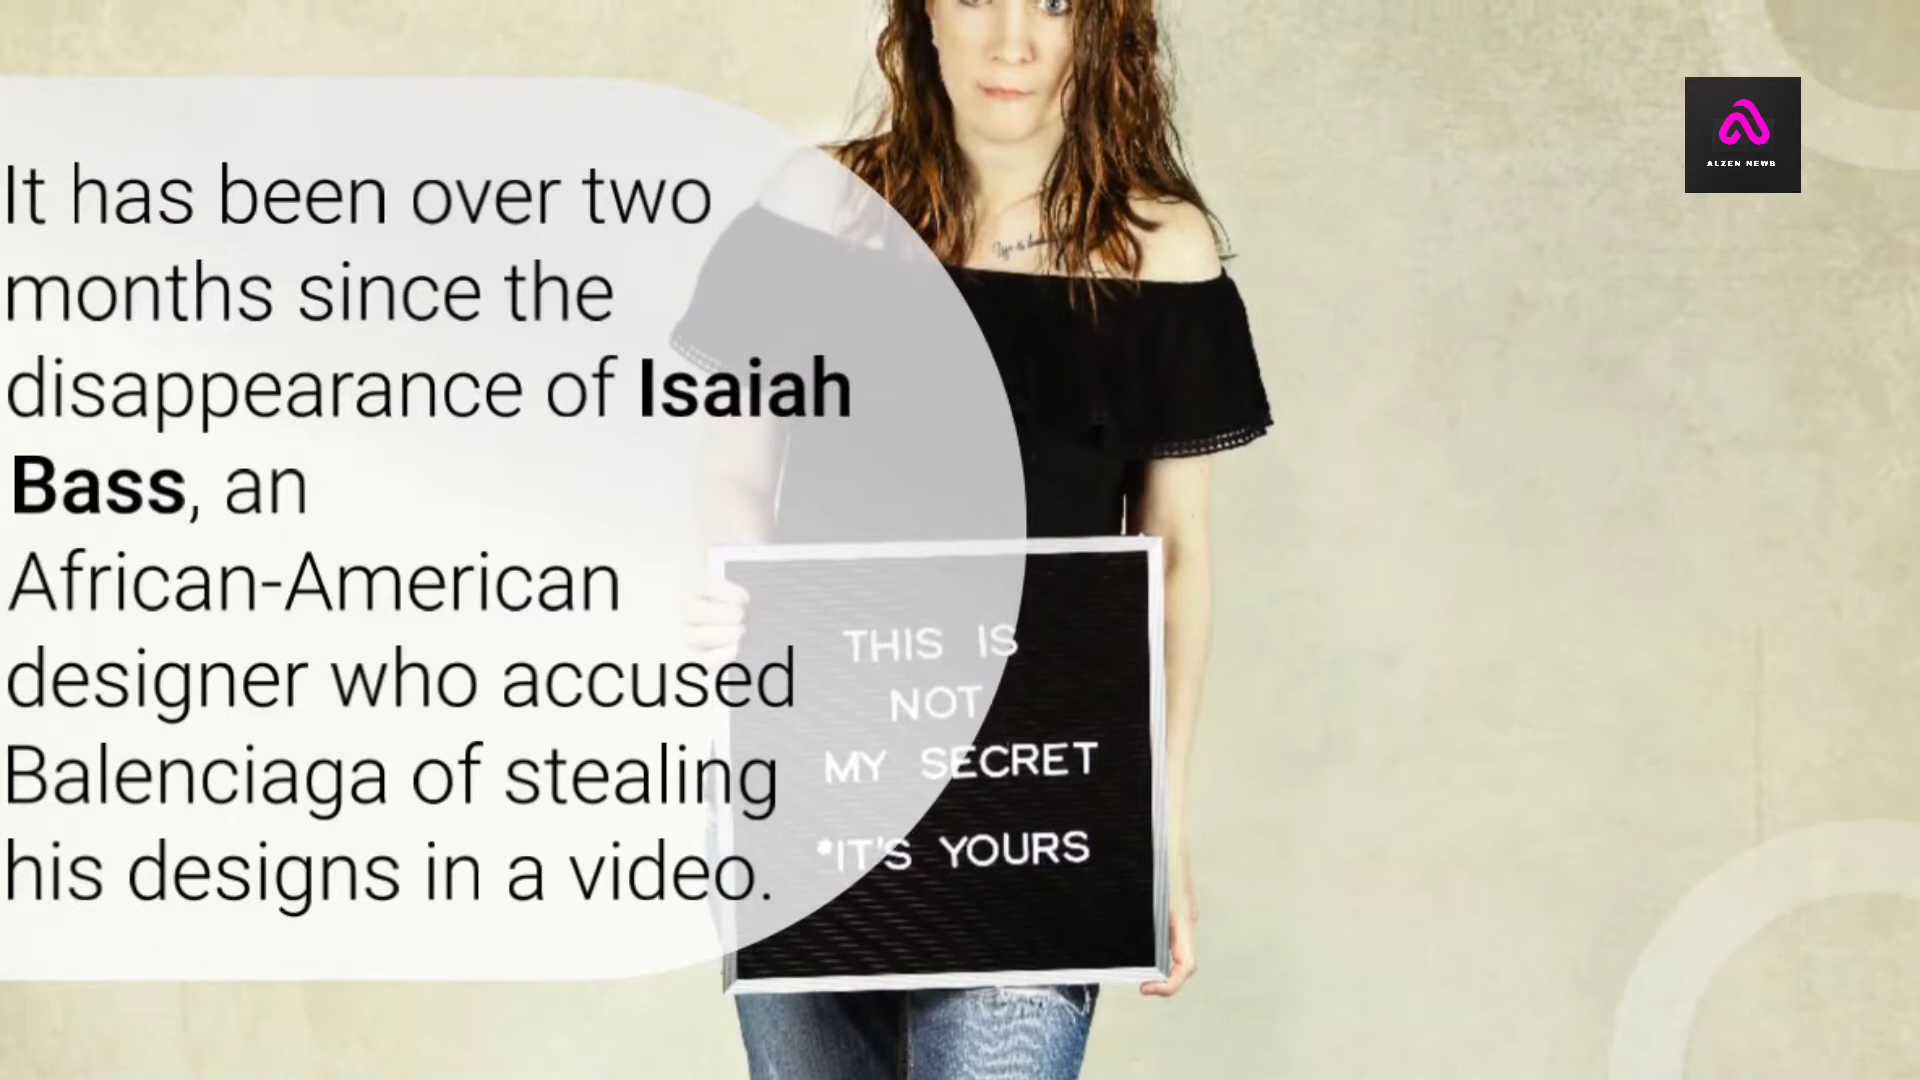 It has been over two
months since the
disappearance of Isaiah
Bass, an
African-American
designer who accused
Balenciaga of stealing
his designs in a video.
THIS IS
NOT
MY SECRET
*IT'S YOURS
ALZEN NEWS